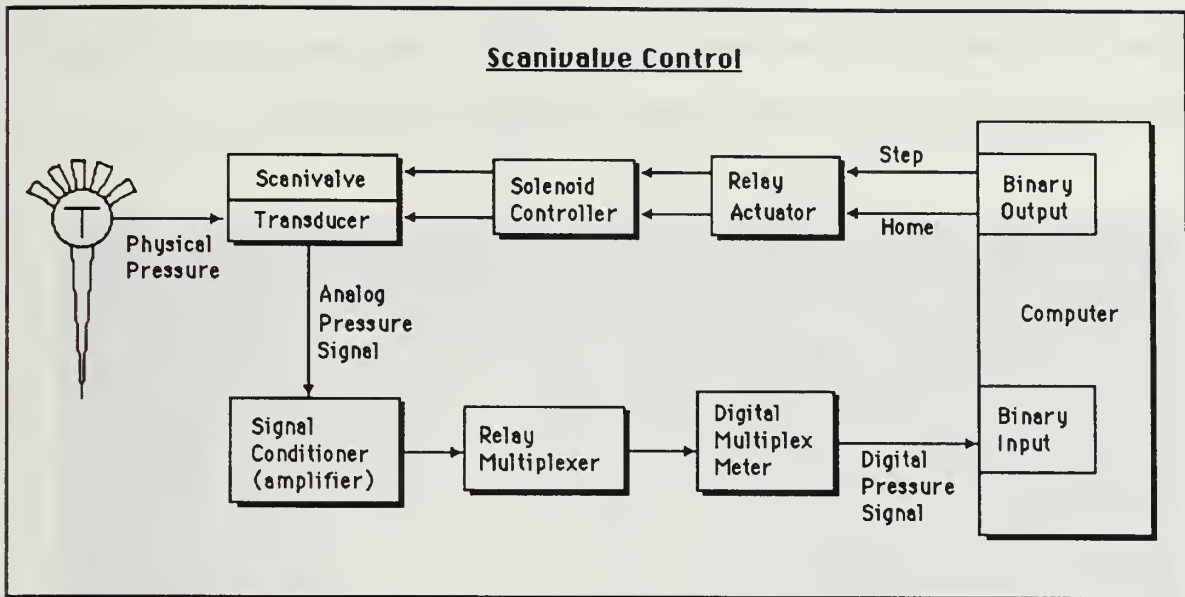 Scanivalve Control
Scanivalve
Transducer
Solenoid
Controller
Relay
Actuator
Step
Home
Binary
Output
Physical
Pressure
T
Analog
Pressure
Signal
Computer
Signal
Conditioner
(amplifier)
Relay
Multiplexer
Digital
Multiplex
Meter
Digital
Pressure
Signal
Binary
Input